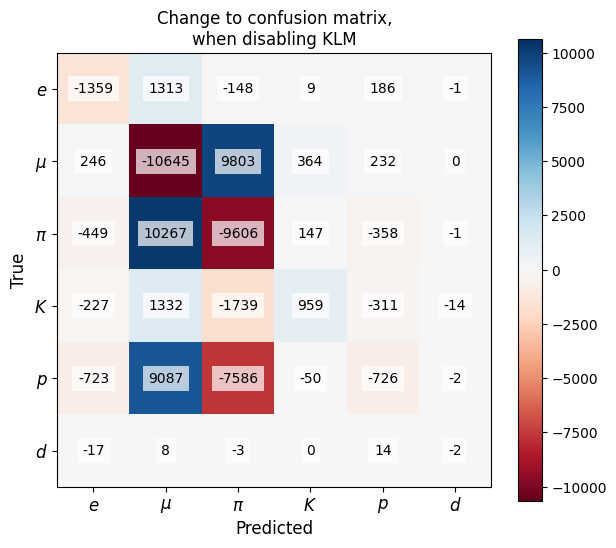 Change to confusion matrix,
when disabling KLM
e -1359 1313 -148 9 186 -1
μ 246 -10645 9803 364 232 0
π -449 10267 -9606 147 -358 -1
K -227 1332 -1739 959 -311 -14
p -723 9087 -7586 -50 -726 -2
d -17 8 -3 0 14 -2
e μ π K p d
True
Predicted
10000
7500
5000
2500
0
−2500
−5000
−7500
−10000